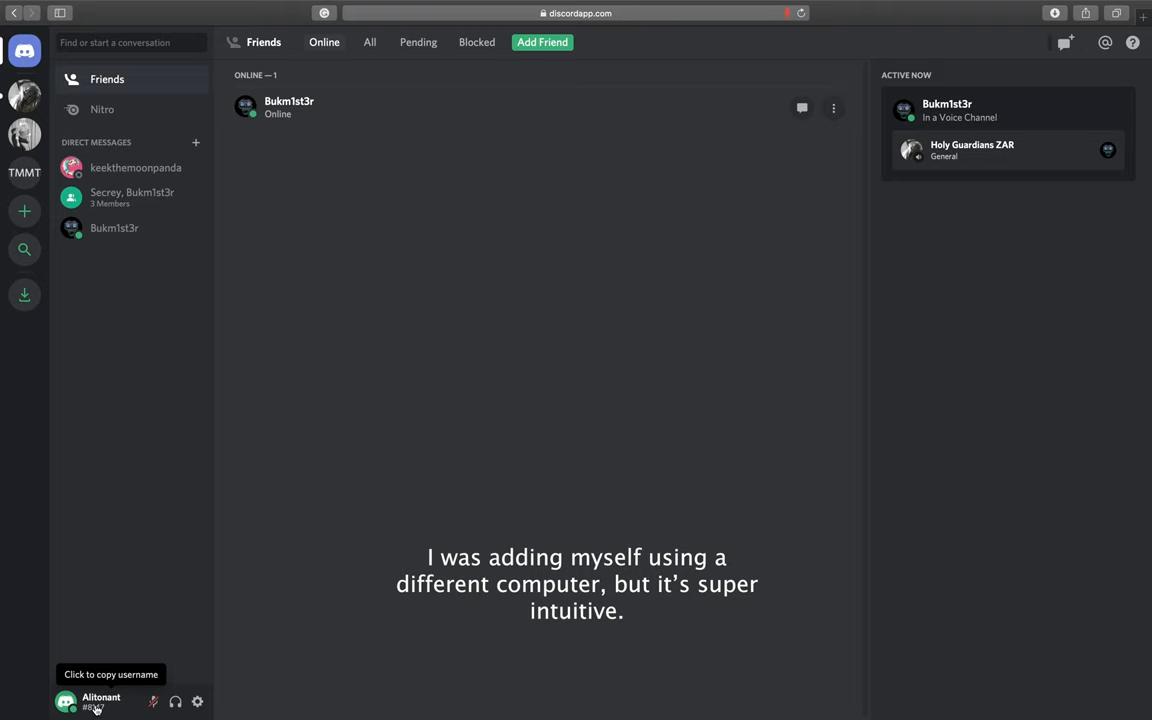 discordapp.com
Find or start a conversation
Friends
Online
All
Pending
Blocked
Add Friend
Friends
Nitro
DIRECT MESSAGES
keekthemoonpanda
Secrey, Bukm1st3r
3 Members
Bukm1st3r
TMMT
ONLINE — 1
Bukm1st3r
Online
ACTIVE NOW
Bukm1st3r
In a Voice Channel
Holy Guardians ZAR
General
I was adding myself using a
different computer, but it's super
intuitive.
Click to copy username
Alitonant